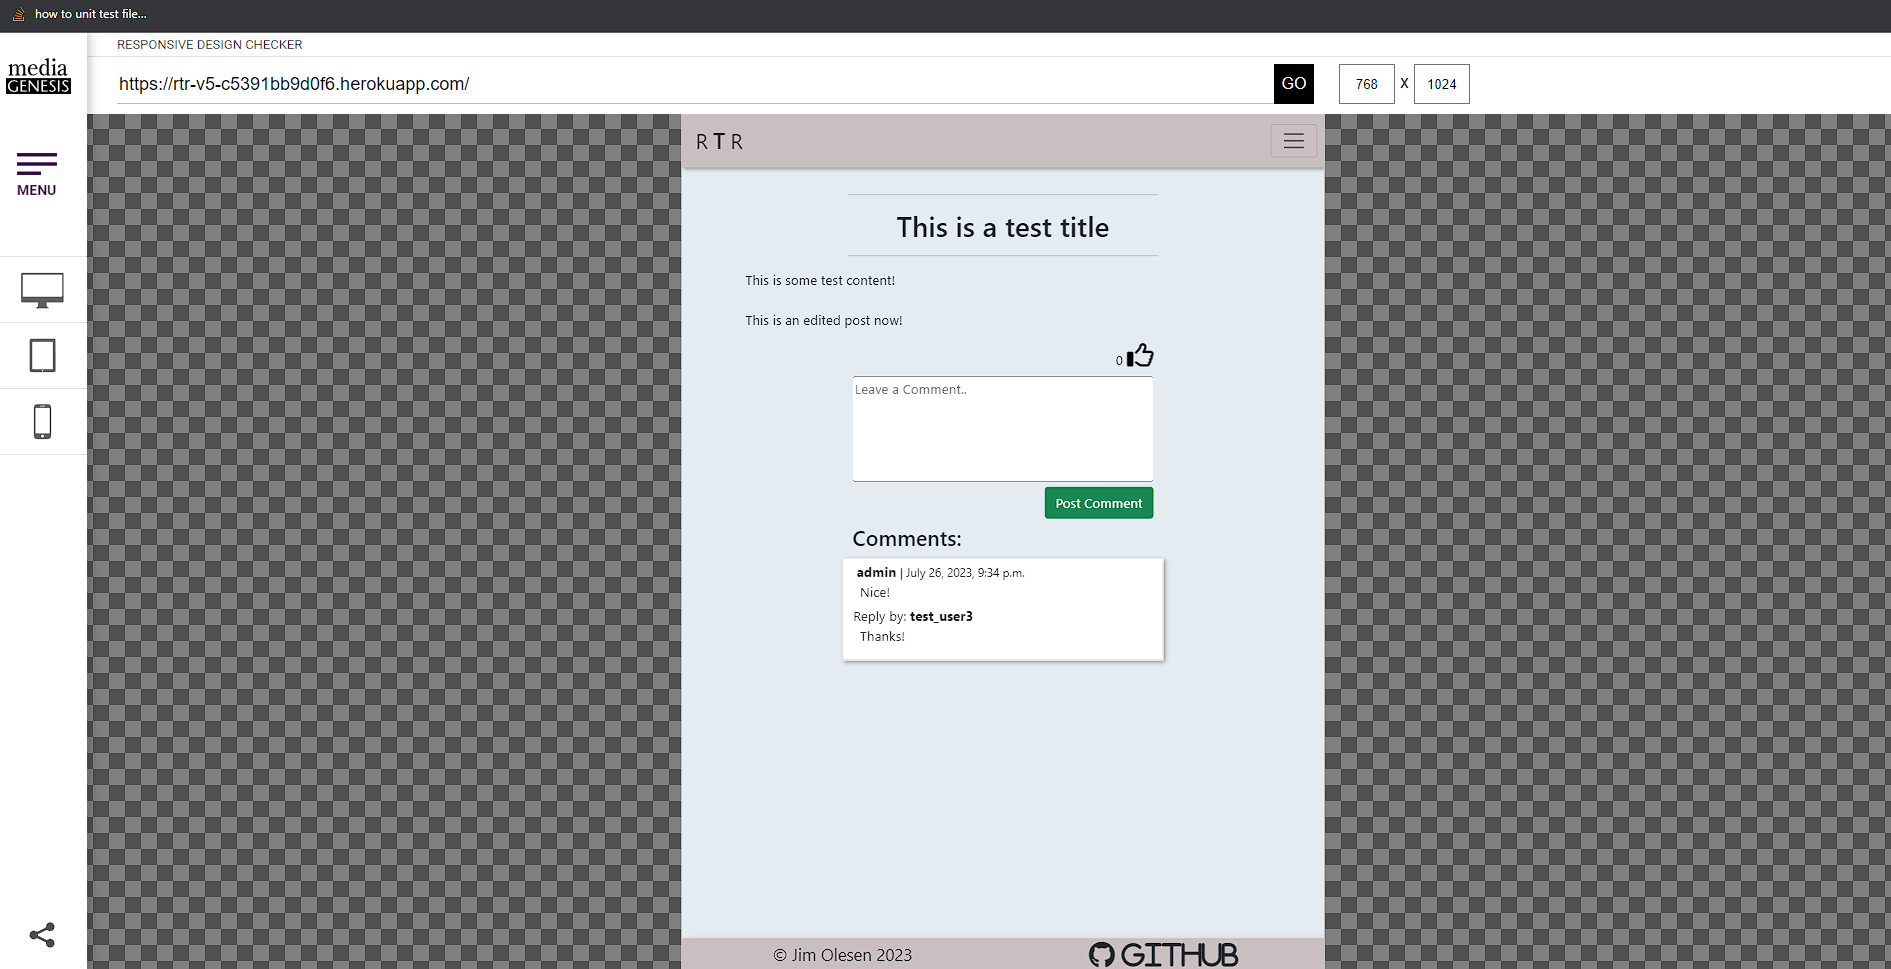 how to unit test file...
RESPONSIVE DESIGN CHECKER
media
GENESIS
https://rtr-v5-c5391bb9d0f6.herokuapp.com/
GO
768 X 1024
MENU
R T R
This is a test title
This is some test content!
This is an edited post now!
0
Leave a Comment..
Post Comment
Comments:
admin | July 26, 2023, 9:34 p.m.
Nice!
Reply by: test_user3
Thanks!
© Jim Olesen 2023
GITHUB